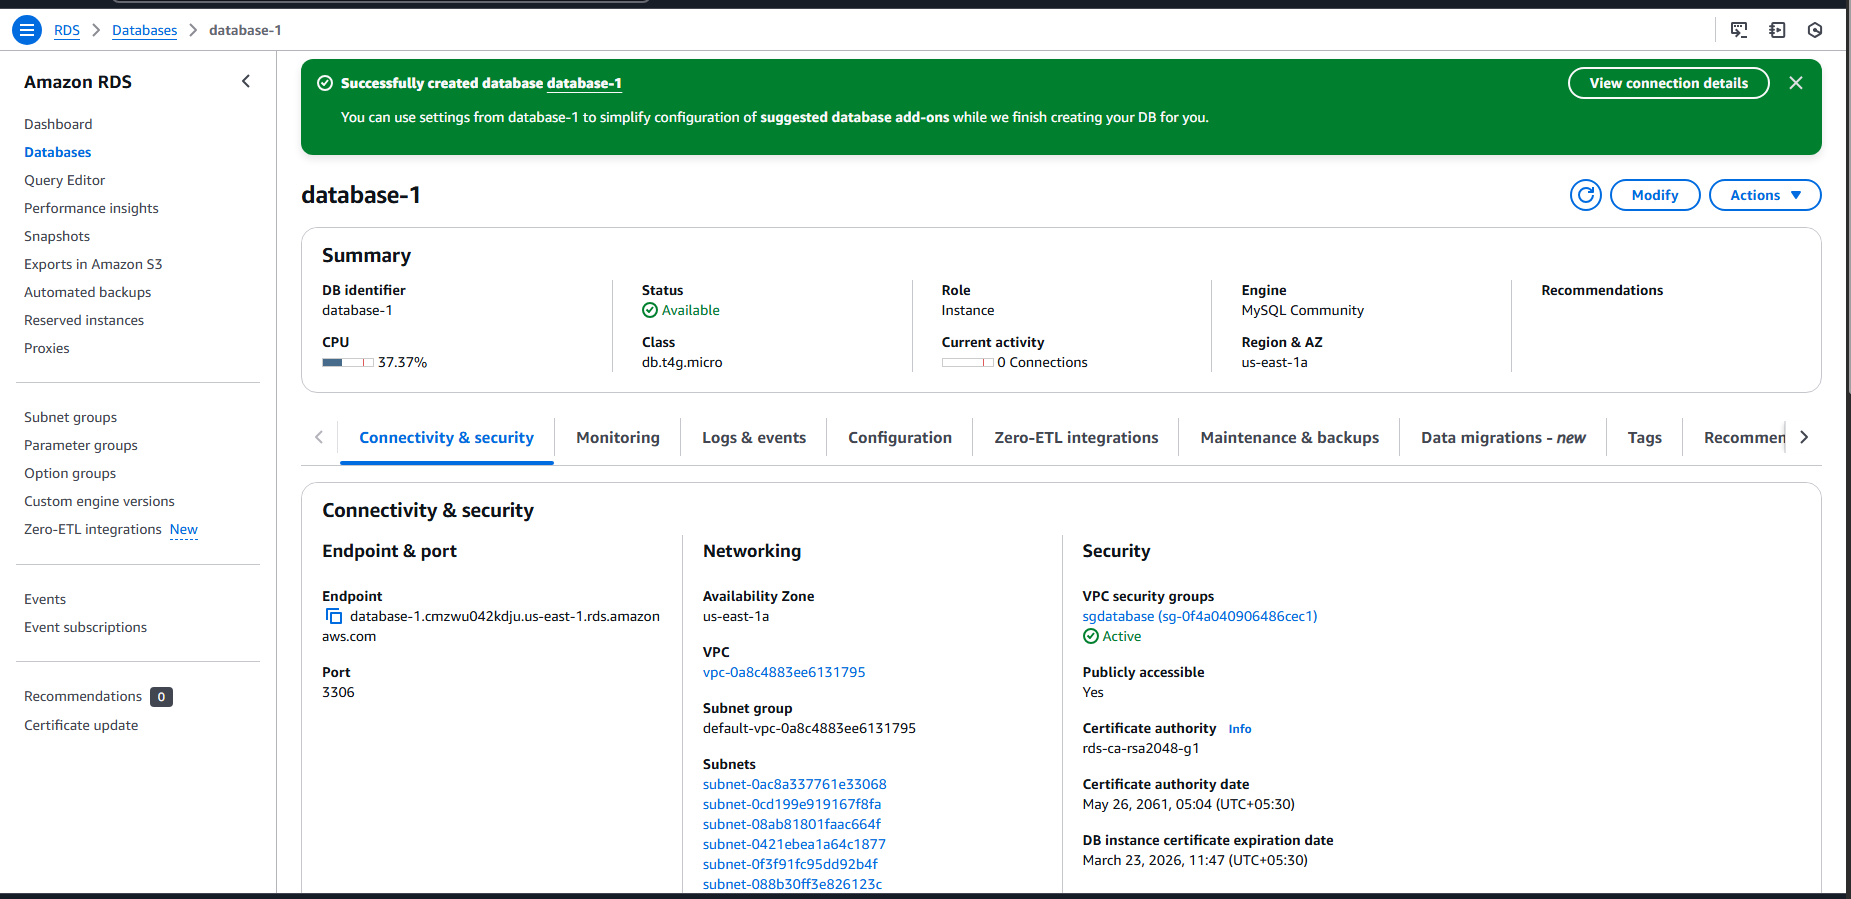 RDS > Databases > database-1
Amazon RDS
Dashboard
Databases
Query Editor
Performance insights
Snapshots
Exports in Amazon S3
Automated backups
Reserved instances
Proxies
Subnet groups
Parameter groups
Option groups
Custom engine versions
Zero-ETL integrations New
Events
Event subscriptions
Recommendations 0
Certificate update
Successfully created database database-1
View connection details
You can use settings from database-1 to simplify configuration of suggested database add-ons while we finish creating your DB for you.
database-1
Modify
Actions
Summary
DB identifier
database-1
CPU
37.37%
Status
Available
Class
db.t4g.micro
Role
Instance
Current activity
0 Connections
Engine
MySQL Community
Region & AZ
us-east-1a
Recommendations
Connectivity & security
Monitoring
Logs & events
Configuration
Zero-ETL integrations
Maintenance & backups
Data migrations - new
Tags
Recommen
Connectivity & security
Endpoint & port
Endpoint
database-1.cmzwu042kdju.us-east-1.rds.amazon
aws.com
Port
3306
Networking
Availability Zone
us-east-1a
VPC
vpc-0a8c4883ee6131795
Subnet group
default-vpc-0a8c4883ee6131795
Subnets
subnet-0ac8a337761e33068
subnet-0cd199e919167f8fa
subnet-08ab81801faac664f
subnet-0421ebea1a64c1877
subnet-0f3f91fc95dd92b4f
subnet-088b30ff3e826123c
Security
VPC security groups
sgdatabase (sg-0f4a040906486cec1)
Active
Publicly accessible
Yes
Certificate authority Info
rds-ca-rsa2048-g1
Certificate authority date
May 26, 2061, 05:04 (UTC+05:30)
DB instance certificate expiration date
March 23, 2026, 11:47 (UTC+05:30)